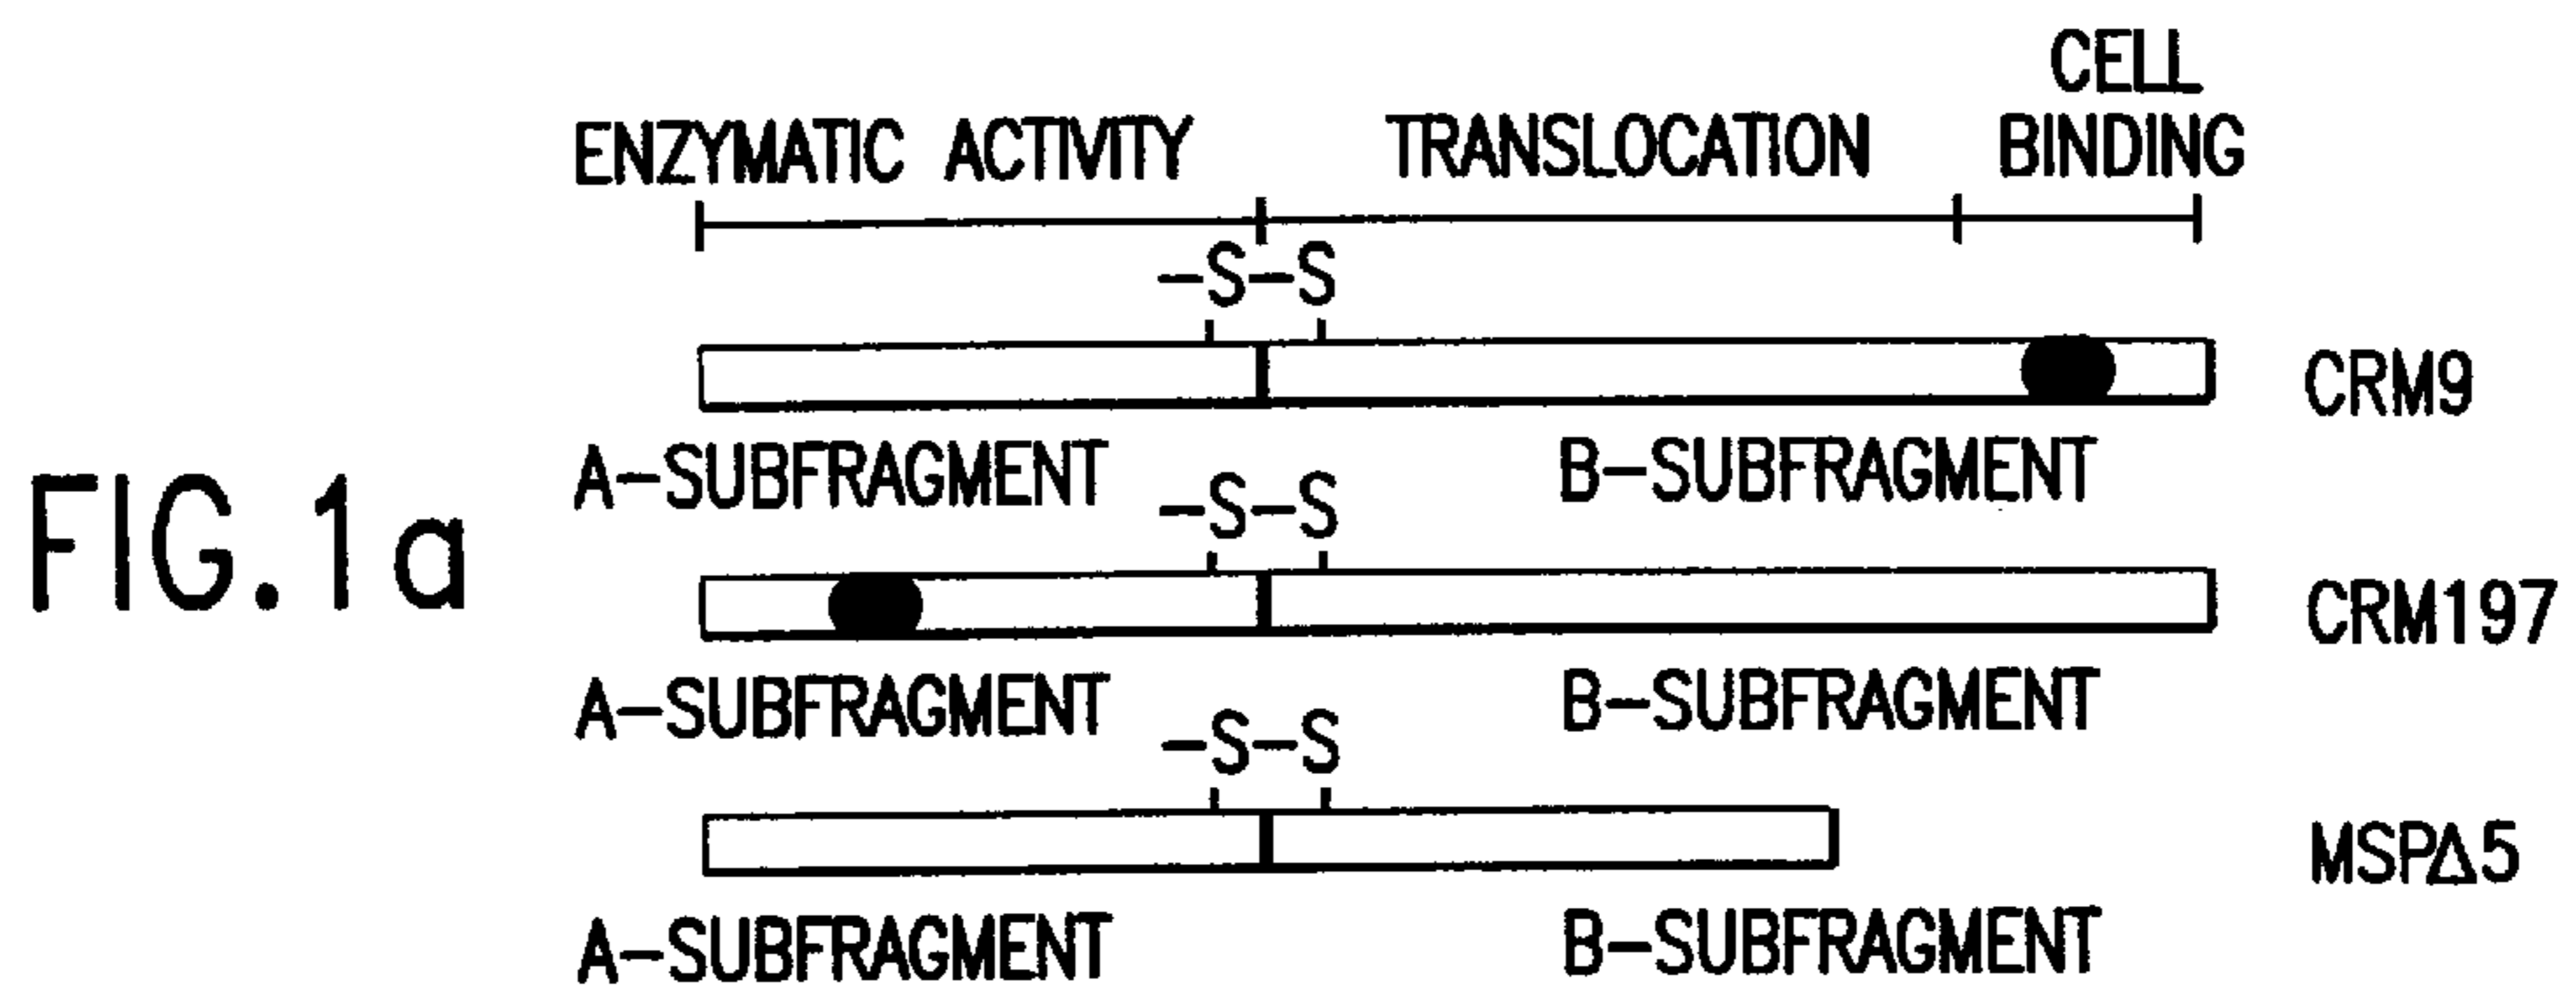 CELL
ENZYMATIC ACTIVITY TRANSLOCATION BINDING
-S-S
CRM9
A-SUBFRAGMENT B-SUBFRAGMENT
FIG.1a
-S-S
CRM197
A-SUBFRAGMENT B-SUBFRAGMENT
-S-S
MSPΔ5
A-SUBFRAGMENT B-SUBFRAGMENT